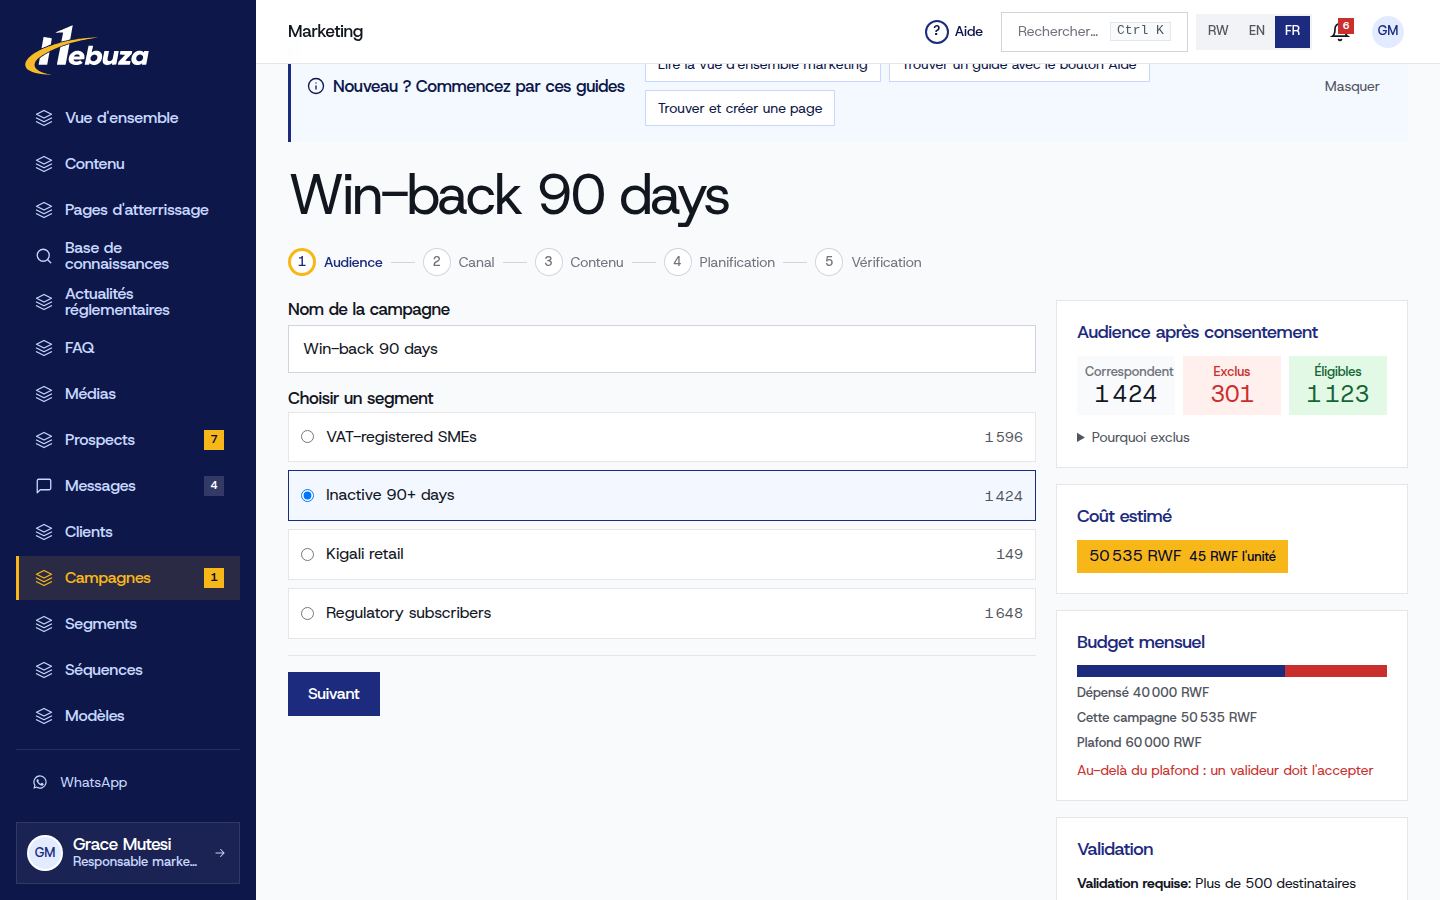 Hebuza
Vue d'ensemble
Contenu
Pages d'atterrissage
Base de
connaissances
Actualités
réglementaires
FAQ
Médias
Prospects 7
Messages 4
Clients
Campagnes 1
Segments
Séquences
Modèles
WhatsApp
GM
Grace Mutesi
Responsable marke...
Marketing
? Aide
Rechercher... Ctrl K
RW EN FR
6
GM
Nouveau ? Commencez par ces guides
Lire la vue d'ensemble marketing
Trouver un guide avec le bouton Aide
Trouver et créer une page
Masquer
Win-back 90 days
1 Audience 2 Canal 3 Contenu 4 Planification 5 Vérification
Nom de la campagne
Win-back 90 days
Choisir un segment
VAT-registered SMEs 1 596
Inactive 90+ days 1 424
Kigali retail 149
Regulatory subscribers 1 648
Suivant
Audience après consentement
Correspondent Exclus Éligibles
1 424 301 1 123
Pourquoi exclus
Coût estimé
50 535 RWF 45 RWF l'unité
Budget mensuel
Dépensé 40 000 RWF
Cette campagne 50 535 RWF
Plafond 60 000 RWF
Au-delà du plafond : un valideur doit l'accepter
Validation
Validation requise: Plus de 500 destinataires